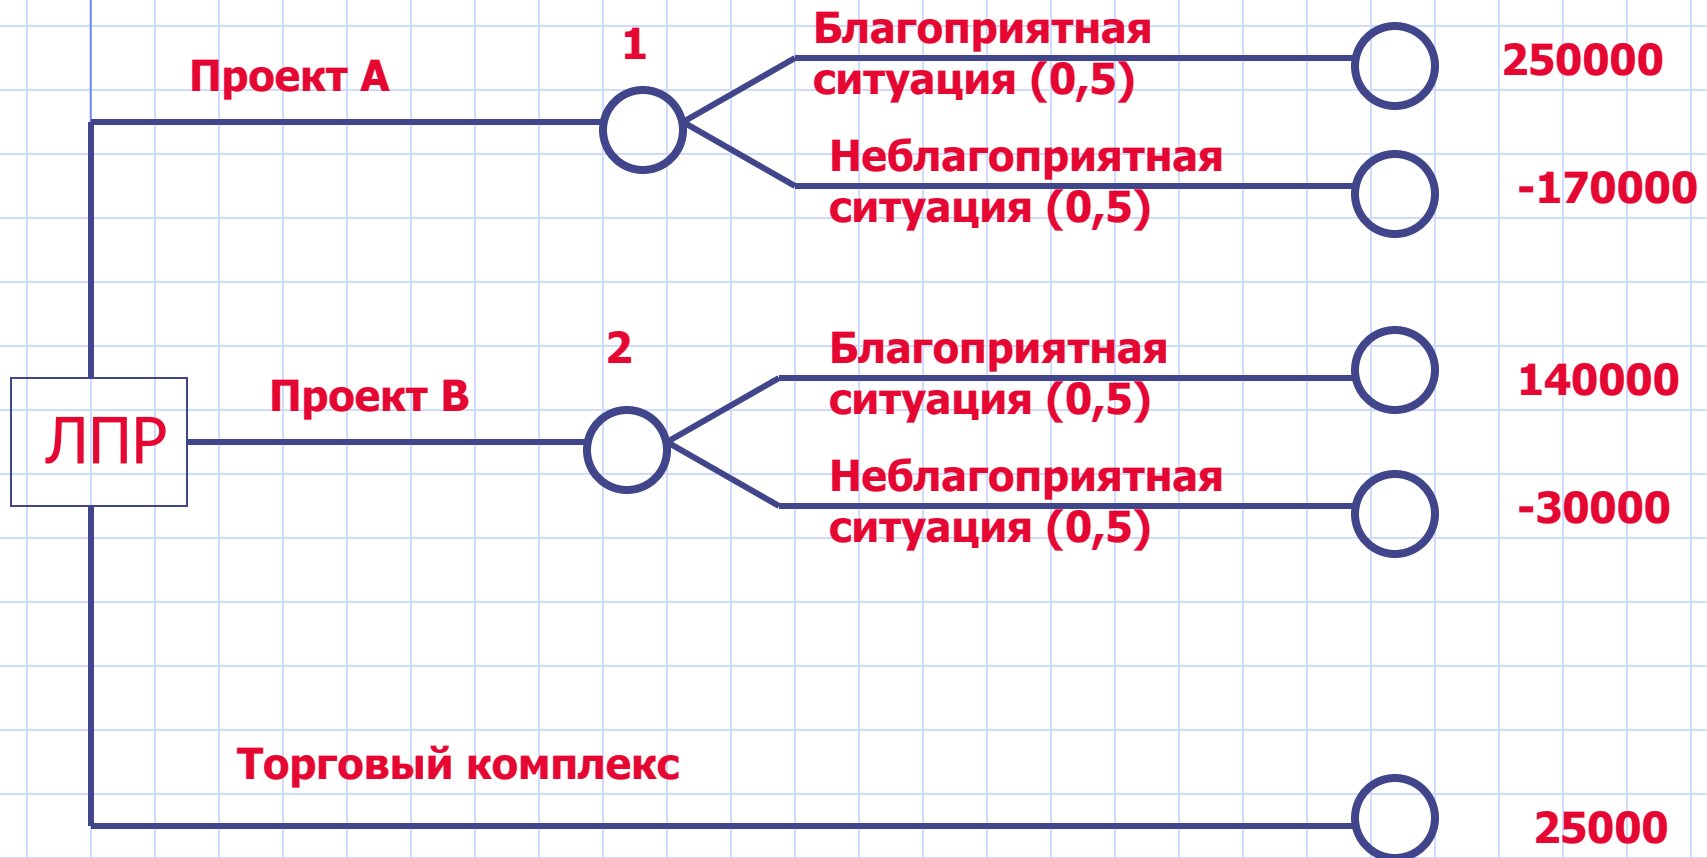 Благоприятная
ситуация (0,5)
1
Проект А
250000
Неблагоприятная
ситуация (0,5)
-170000
2
Благоприятная
ситуация (0,5)
140000
Проект В
ЛПР
Неблагоприятная
ситуация (0,5)
-30000
Торговый комплекс
25000